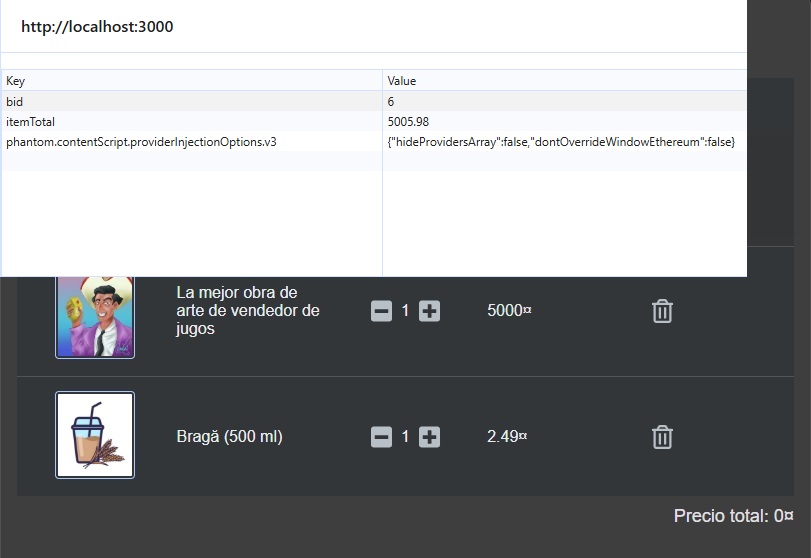 http://localhost:3000
Key Value
bid 6
itemTotal 5005.98
phantom.contentScript.providerInjectionOptions.v3 {"hideProvidersArray":false,"dontOverrideWindowEthereum":false}
La mejor obra de
arte de vendedor de
jugos
1 5000¤
Bragă (500 ml) 1 2.49¤
Precio total: 0¤